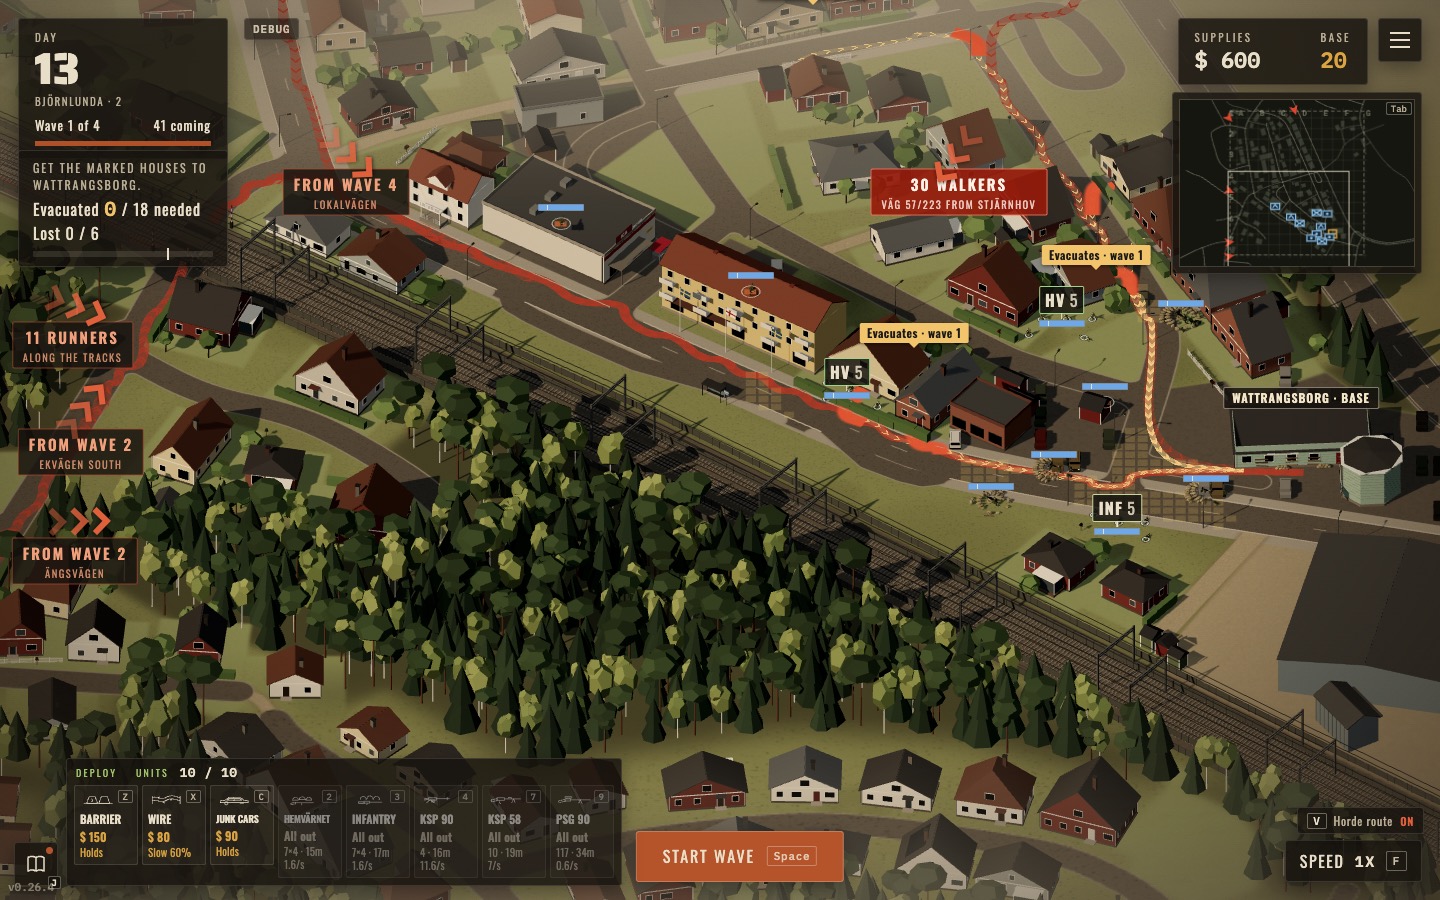 DAY
13
BJÖRNLUNDA · 2
Wave 1 of 4 41 coming
GET THE MARKED HOUSES TO
WATTRANGSBORG.
Evacuated 0 / 18 needed
Lost 0 / 6
DEBUG
SUPPLIES BASE
$ 600 20
Tab
FROM WAVE 4
LOKALVÄGEN
30 WALKERS
VÄG 57/223 FROM STJÄRNHOV
Evacuates · wave 1
HV 5
11 RUNNERS
ALONG THE TRACKS
Evacuates · wave 1
HV 5
WATTRANGSBORG · BASE
FROM WAVE 2
EKVÄGEN SOUTH
INF 5
FROM WAVE 2
ÄNGSVÄGEN
DEPLOY UNITS 10 / 10
Z
BARRIER
$ 150
Holds
X
WIRE
$ 80
Slow 60%
C
JUNK CARS
$ 90
Holds
2
HEMVÄRNET
All out
7×4 · 15m
1.6/s
3
INFANTRY
All out
7×4 · 17m
1.6/s
4
KSP 90
All out
4 · 16m
11.6/s
7
KSP 58
All out
10 · 19m
7/s
9
PSG 90
All out
117 · 34m
0.6/s
START WAVE Space
V Horde route ON
SPEED 1X F
J
v0.26.4